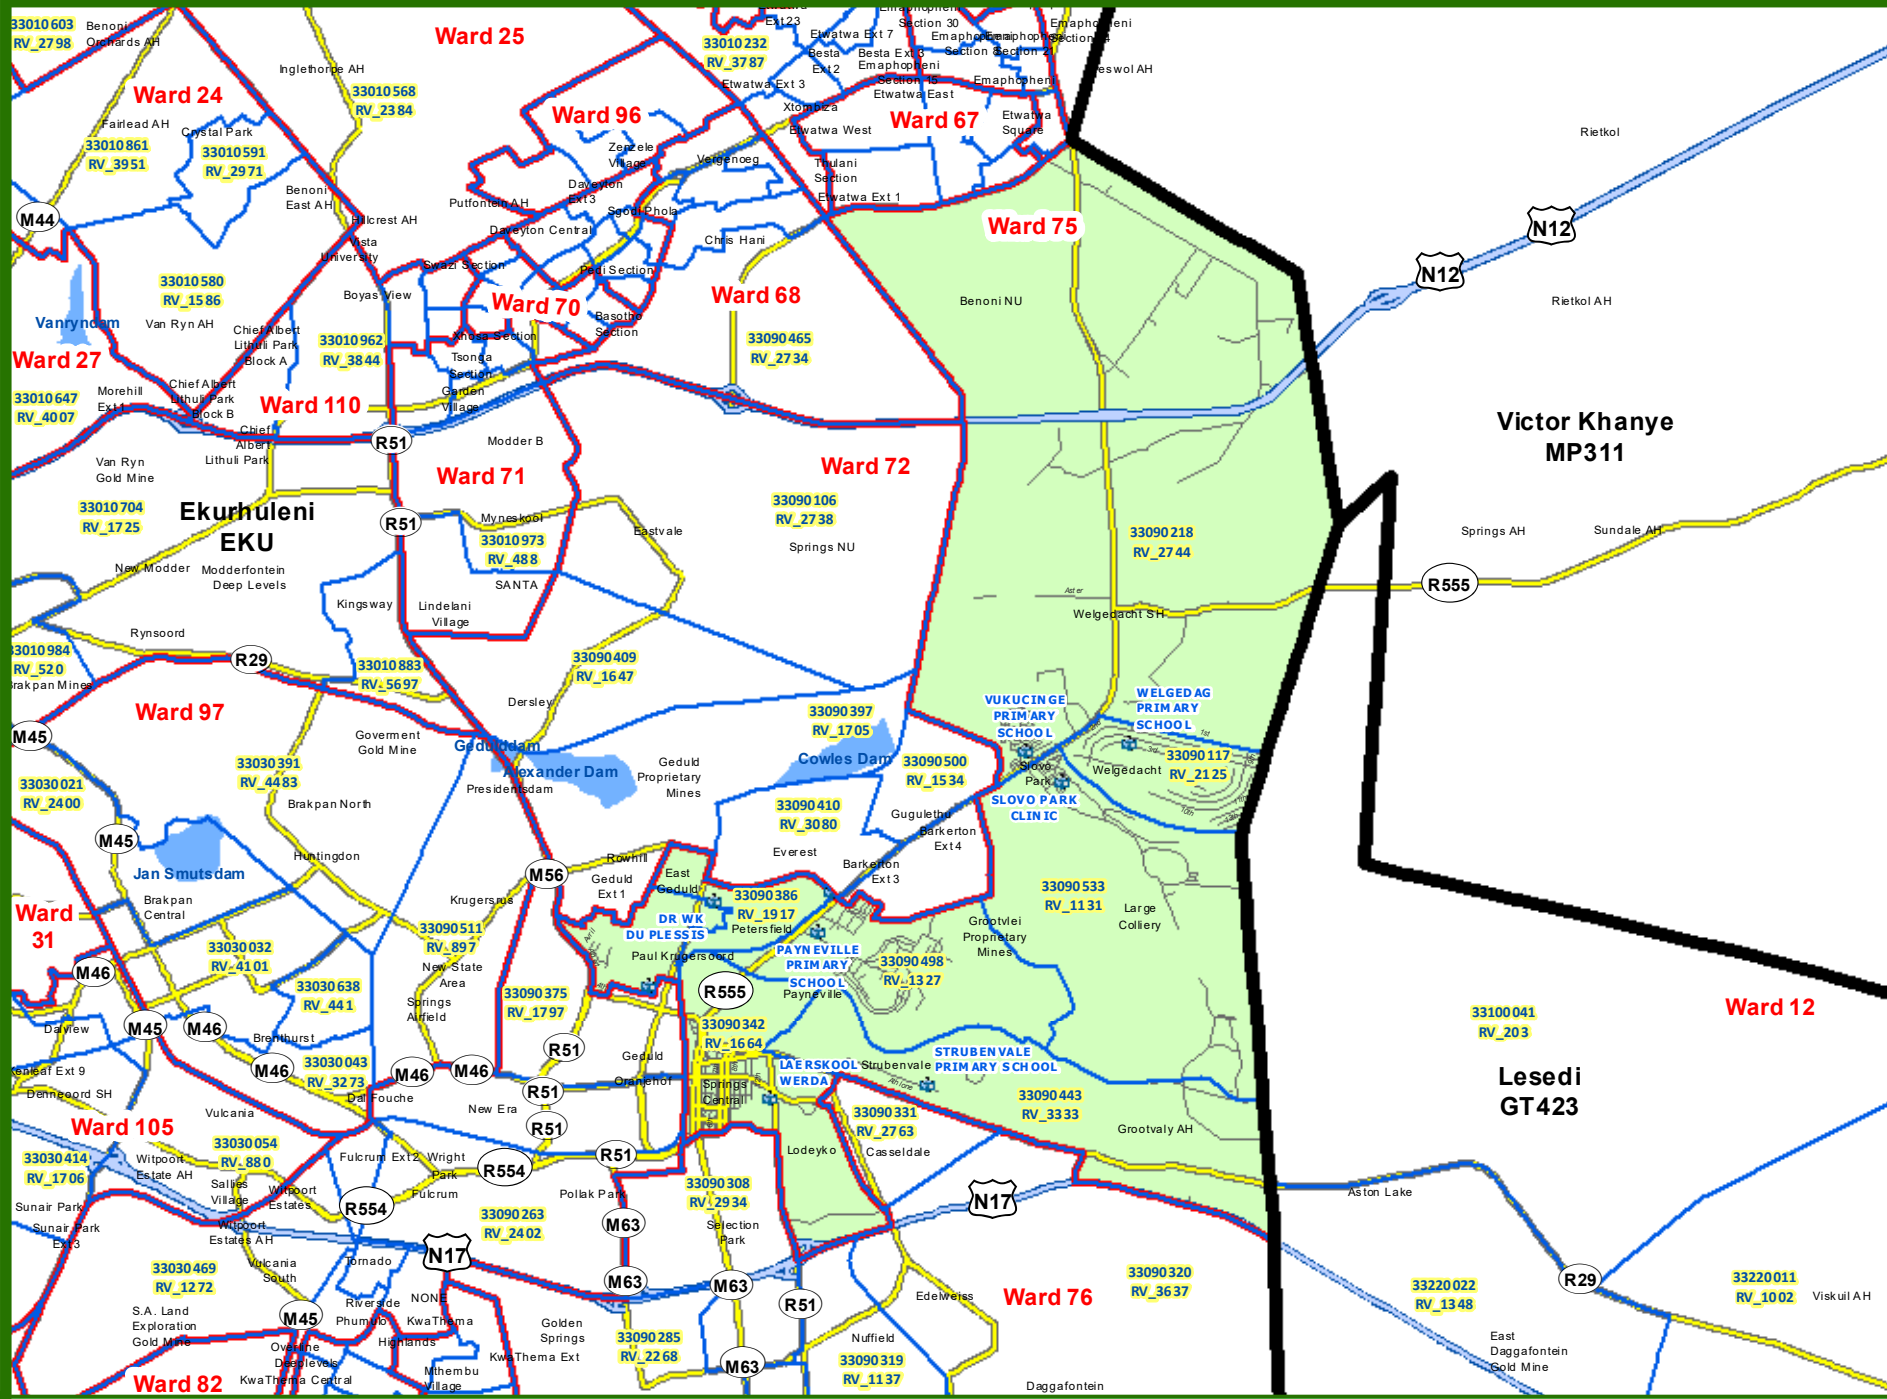 33010603
RV_2798
Benoni
Orchards AH
Ward 25
Inglethorpe AH
33010568
RV_2384
Ward 24
Fairlead AH
33010861
RV_3951
Crystal Park
33010591
RV_2971
Benoni
East AH
M44
Hillcrest AH
Vista
University
33010580
RV_1586
Vanryndam
Van Ryn AH
Boyas View
Chief Albert
Lithuli Park
Block A
33010962
RV_3844
Ward 27
33010647
RV_4007
Morehill
Ext 1
Chief Albert
Lithuli Park
Block B
Ward 110
Chief
Albert
Lithuli Park
R51
Van Ryn
Gold Mine
33010704
RV_1725
Ekurhuleni
EKU
New Modder
Modderfontein
Deep Levels
33010232
RV_3787
Ext 23
Etwatwa Ext 7
Besta
Ext 2
Besta Ext 3
Emaphopheni
Section 15
Section 30
Section 21
Etwatwa Ext 3
Etwatwa East
Emaphopheni
Xtombiza
Etwatwa West
Ward 67
Etwatwa
Square
Ward 96
Zenzele
Village
Vergenoeg
Thulani
Section
Etwatwa Ext 1
Putfontein AH
Daveyton
Ext 3
Sgodi Phola
Daveyton Central
Chris Hani
Swazi Section
Pedi Section
Ward 70
Basotho
Section
Xhosa Section
Tsonga
Section
Garden
Village
Ward 68
33090465
RV_2734
Ward 75
Benoni NU
Rietkol
N12
N12
Rietkol AH
Victor Khanye
MP311
Springs AH
Sundale AH
R555
Modder B
Ward 71
Ward 72
33090106
RV_2738
Springs NU
R51
Myneskool
33010973
RV_488
SANTA
Eastvale
33090218
RV_2744
Aster
Welgedacht SH
Kingsway
Lindelani
Village
Rynsoord
33010984
RV_520
Brakpan Mines
R29
33010883
RV_5697
33090409
RV_1647
Dersley
Ward 97
M45
Goverment
Gold Mine
Gedulddam
Alexander Dam
Presidentsdam
Geduld
Proprietary
Mines
33090397
RV_1705
Cowles Dam
33090500
RV_1534
VUKUCINGE
PRIMARY
SCHOOL
WELGEDAG
PRIMARY
SCHOOL
1st
3rd
Slovo
Park
Welgedacht
33090117
RV_2125
10th
SLOVO PARK
CLINIC
33030391
RV_4483
33030021
RV_2400
Brakpan North
M45
33090410
RV_3080
Everest
Gugulethu
Barkerton
Ext 4
Barkerton
Ext 3
Jan Smutsdam
Huntingdon
M56
Rowhill
Geduld
Ext 1
East
Geduld
Krugersrus
Ward
31
Brakpan
Central
33090511
RV_897
33030032
RV_4101
New State
Area
DR WK
DU PLESSIS
33090386
RV_1917
Petersfield
Paul Krugersoord
PAYNEVILLE
PRIMARY
SCHOOL
Payneville
33090498
RV_1327
33090533
RV_1131
Large
Colliery
Grootvlei
Proprietary
Mines
M46
33030638
RV_441
Springs
Airfield
33090375
RV_1797
R555
M45
M46
Dalview
Brenthurst
R51
33090342
RV_1664
33100041
RV_203
Ward 12
Lesedi
GT423
M46
33030043
RV_3273
M46
M46
Geduld
Oranjehof
R51
LAERSKOOL
WERDA
Strubenvale
STRUBENVALE
PRIMARY SCHOOL
Athlone
Springs
Central
Denneoord SH
Dal Fouche
Vulcania
New Era
R51
33090331
RV_2763
Casseldale
33090443
RV_3333
Grootvaly AH
Ward 105
33030054
RV_880
33030414
RV_1706
Witpoort
Estate AH
Fulcrum Ext 2
Wright
Park
R554
R51
Lodeyko
Sallies
Village
Witpoort
Estates
Fulcrum
Pollak Park
33090308
RV_2934
Aston Lake
Sunair Park
Sunair Park
Ext 3
Witpoort
Estates AH
R554
33090263
RV_2402
M63
Selection
Park
N17
N17
33030469
RV_1272
Vulcania
South
Tornado
M63
M63
R51
33090320
RV_3637
Ward 76
33220022
RV_1348
R29
33220011
RV_1002
Viskuil AH
S.A. Land
Exploration
Gold Mine
M45
Riverside
Phumulo
NONE
KwaThema
Highlands
Golden
Springs
33090285
RV_2268
Edelweiss
Nuffield
33090319
RV_1137
M63
East
Daggafontein
Gold Mine
Overline
Deeplevels
KwaThema Central
Mthembu
Village
KwaThema Ext
Ward 82
Daggafontein